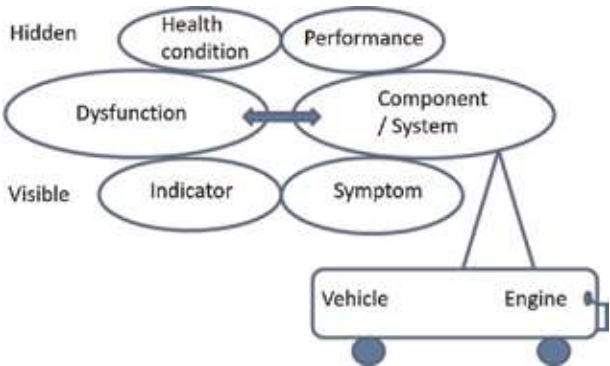 Hidden
Health
condition
Performance
Dysfunction
Component
/ System
Visible
Indicator
Symptom
Vehicle
Engine